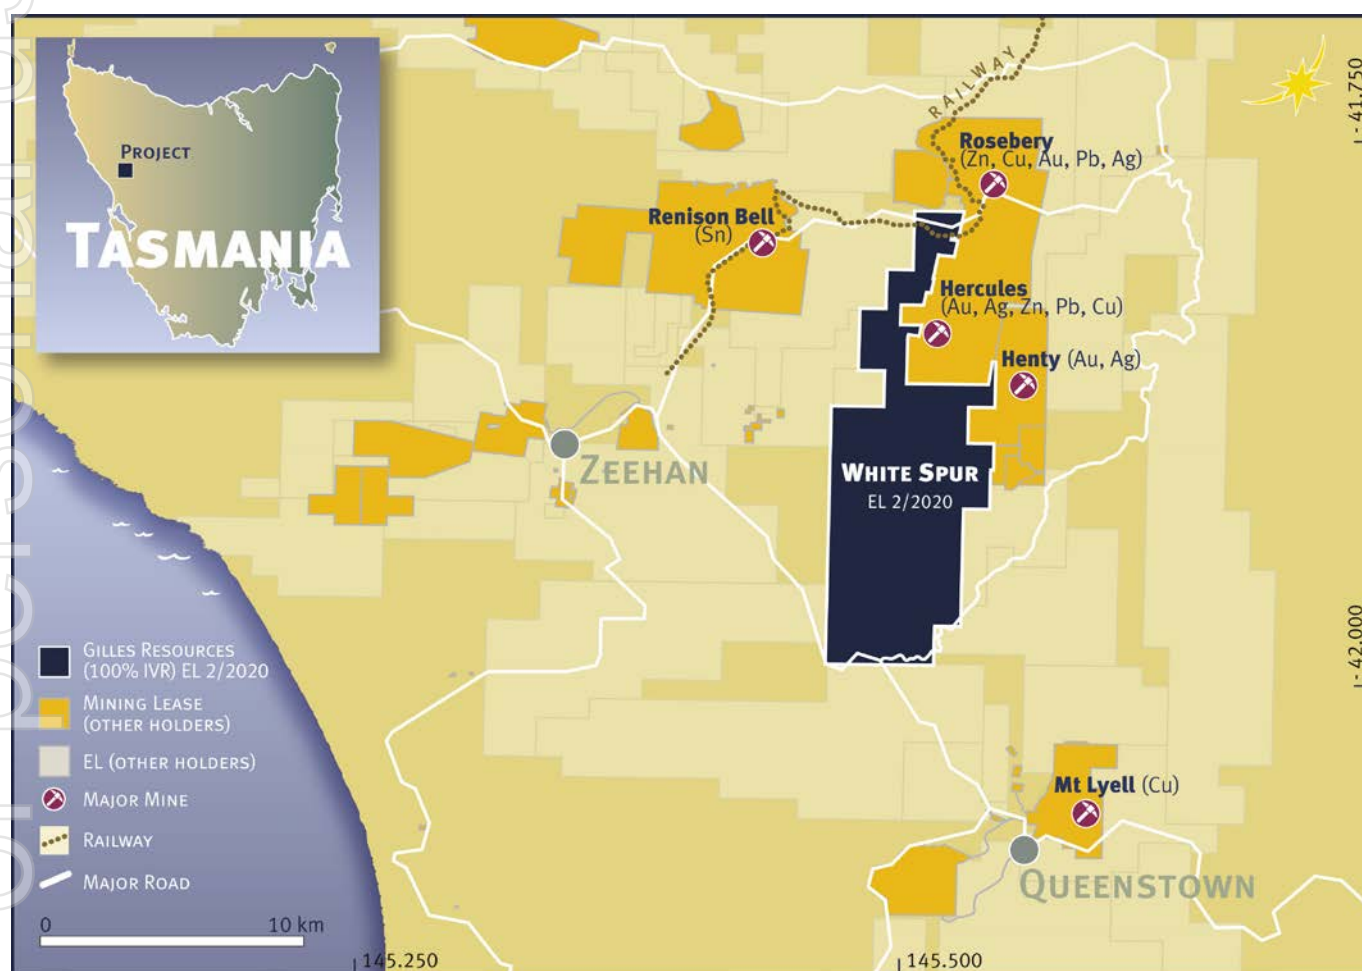 PROJECT
TASMANIA
RAILWAY
- 41.750
Rosebery
(Zn, Cu, Au, Pb, Ag)
Renison Bell
(Sn)
Hercules
(Au, Ag, Zn, Pb, Cu)
Henty (Au, Ag)
ZEEHAN
WHITE SPUR
EL 2/2020
- 42.000
GILLES RESOURCES
(100% IVR) EL 2/2020
MINING LEASE
(OTHER HOLDERS)
EL (OTHER HOLDERS)
MAJOR MINE
RAILWAY
MAJOR ROAD
Mt Lyell (Cu)
QUEENSTOWN
0 10 km
145.250
145.500